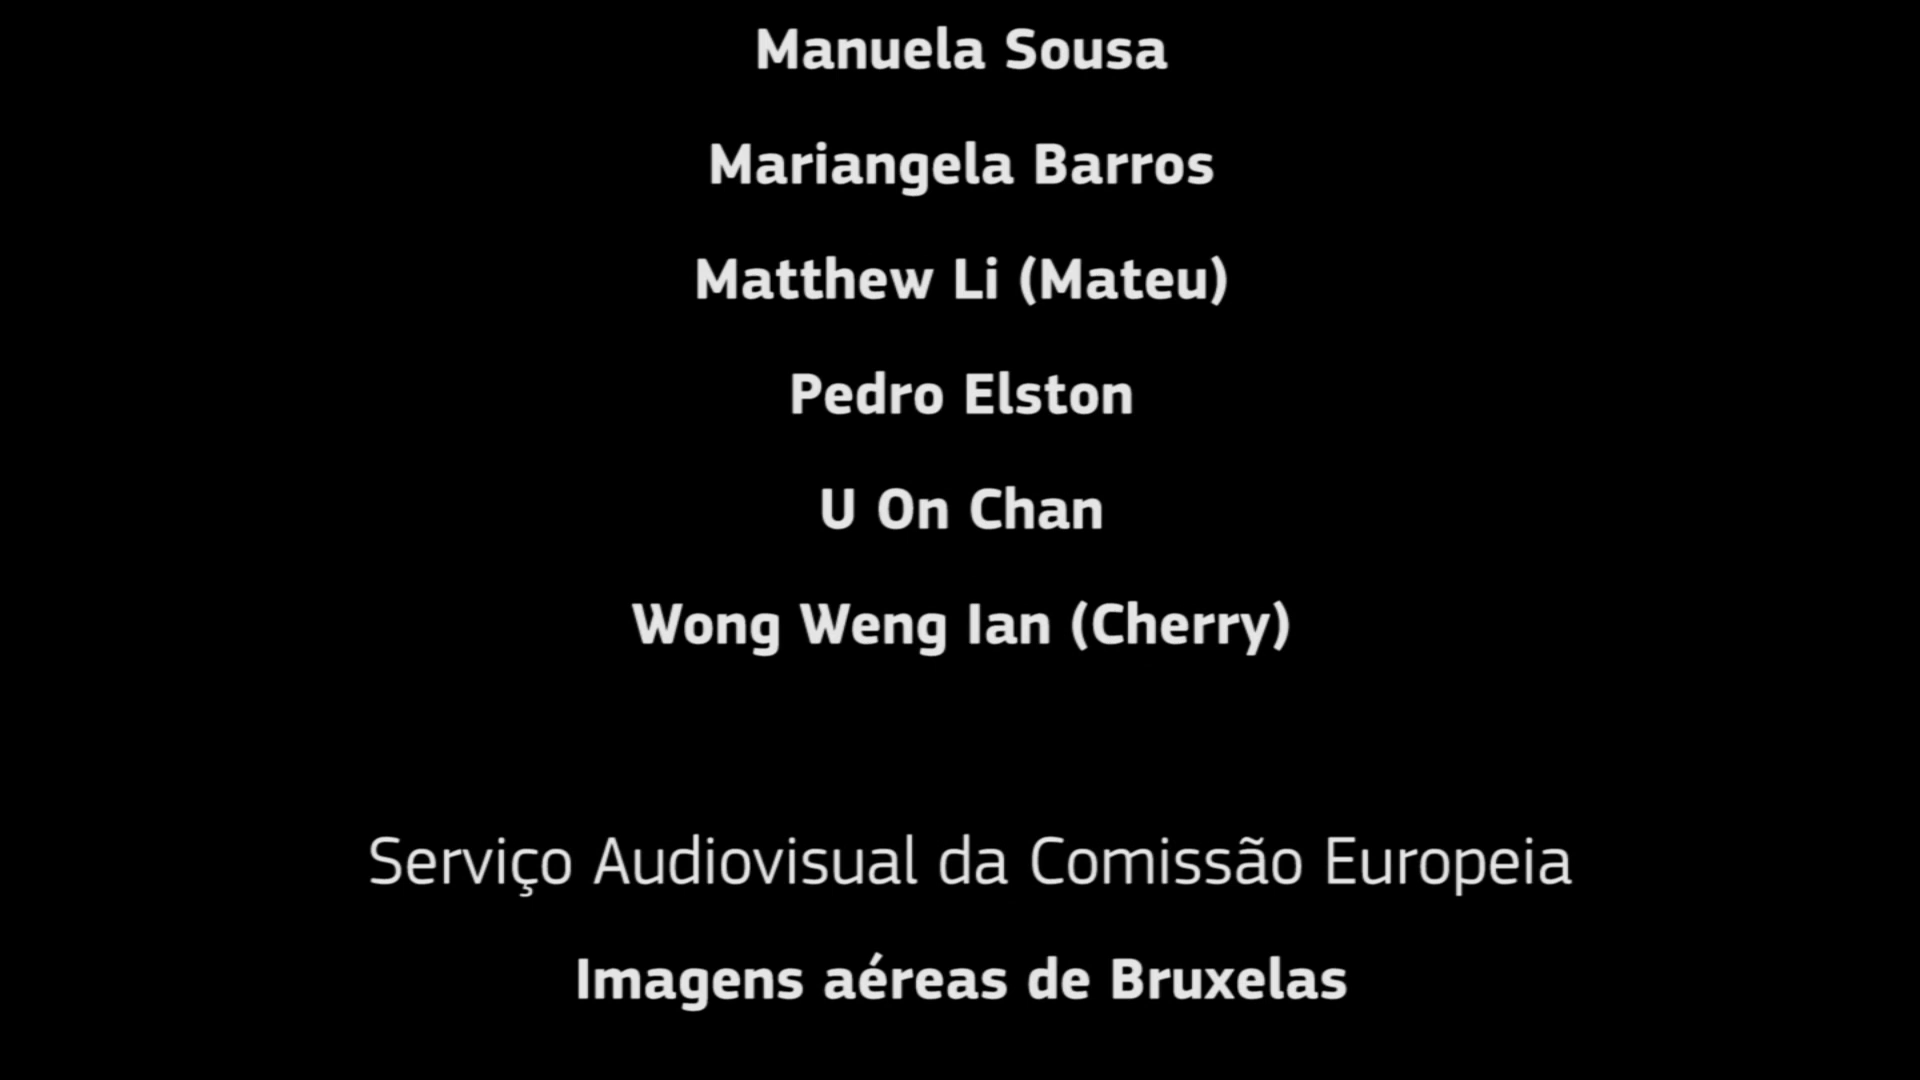 Manuela Sousa
Mariangela Barros
Matthew Li (Mateu)
Pedro Elston
U On Chan
Wong Weng Ian (Cherry)
Serviço Audiovisual da Comissão Europeia
Imagens aéreas de Bruxelas